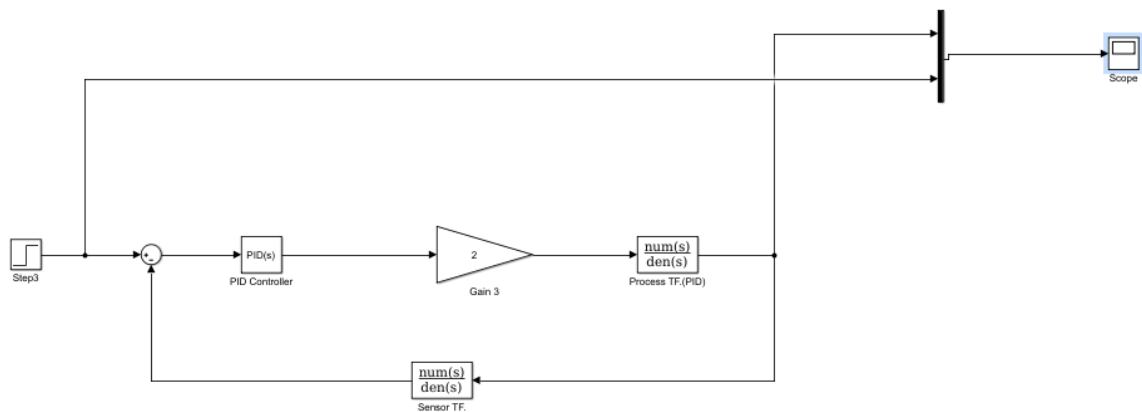 Scope
Step3
+
-
PID(s)
PID Controller
2
Gain 3
num(s)
den(s)
Process TF.(PID)
num(s)
den(s)
Sensor TF.